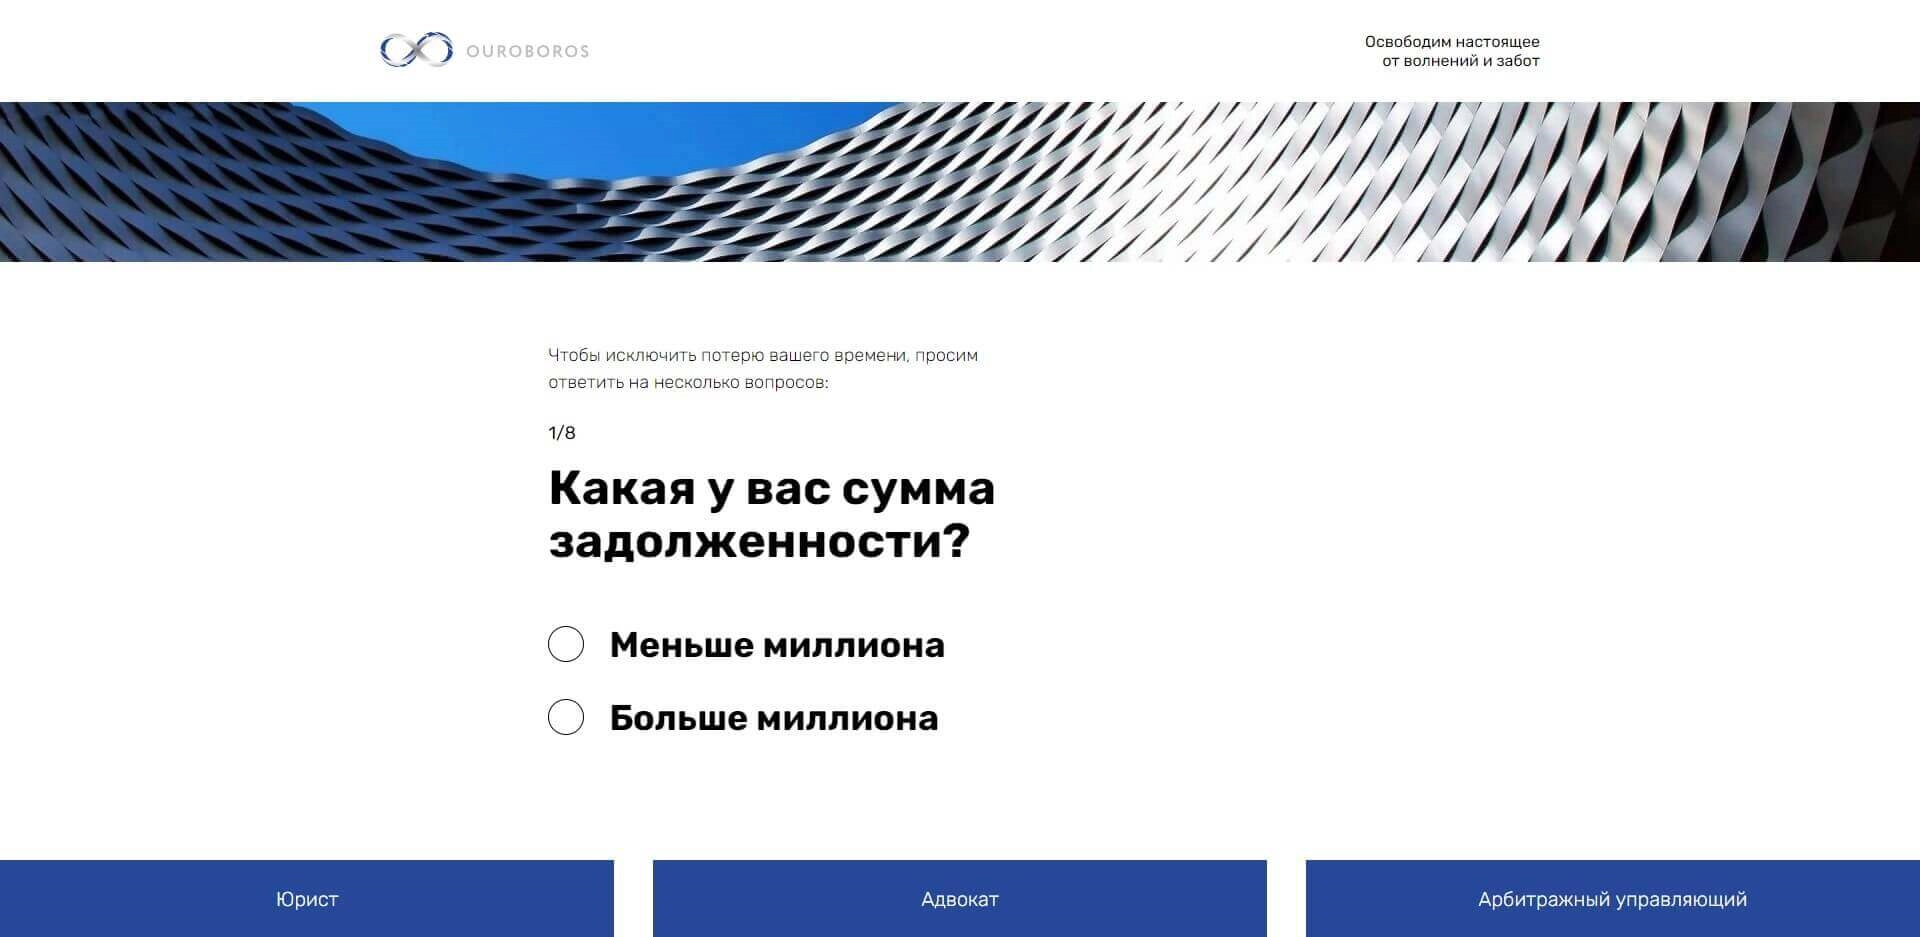 OUROBOROS
Освободим настоящее
от волнений и забот
Чтобы исключить потерю вашего времени, просим
ответить на несколько вопросов:
1/8
Какая у вас сумма
задолженности?
Меньше миллиона
Больше миллиона
Юрист
Адвокат
Арбитражный управляющий